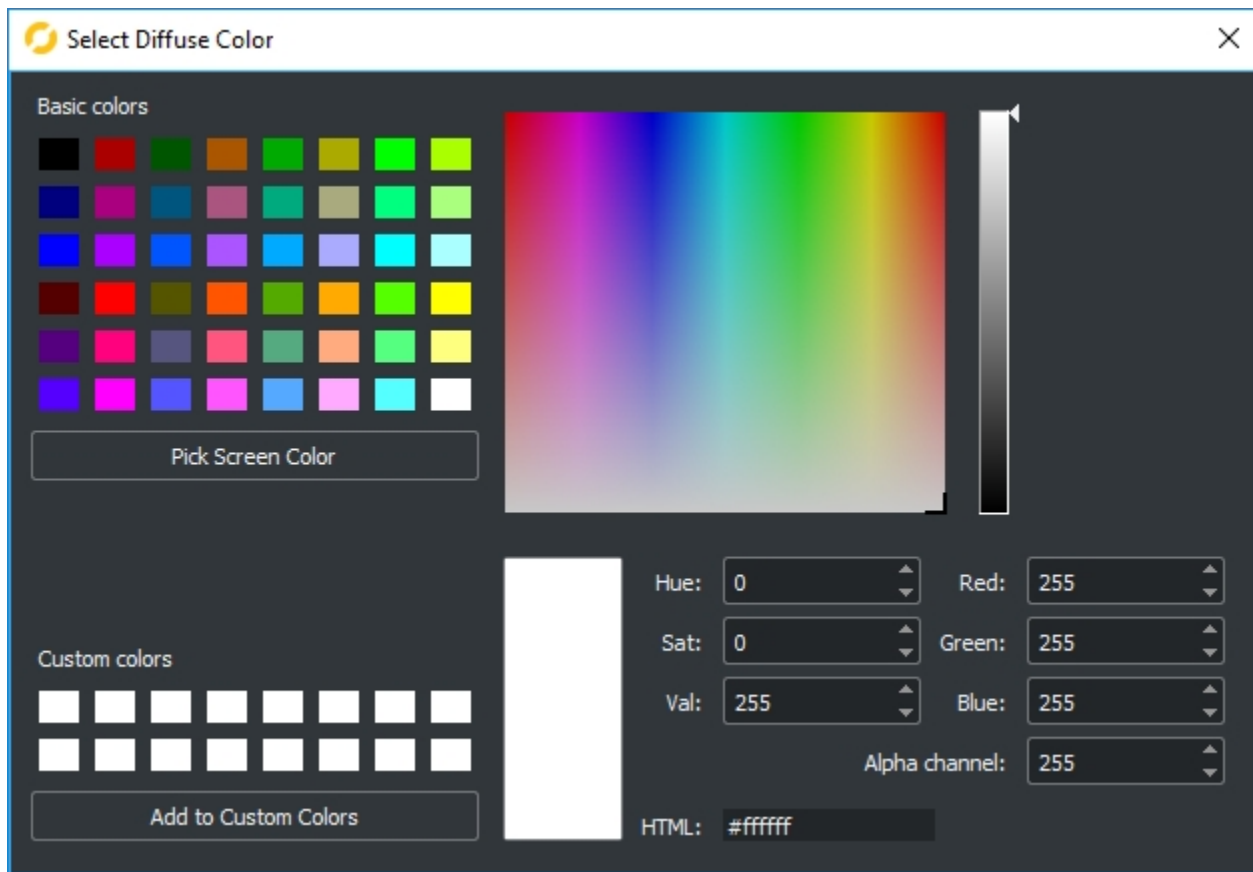 Select Diffuse Color
Basic colors
Pick Screen Color
Hue: 0 Red: 255
Sat: 0 Green: 255
Custom colors
Val: 255 Blue: 255
Alpha channel: 255
Add to Custom Colors
HTML: #ffffff